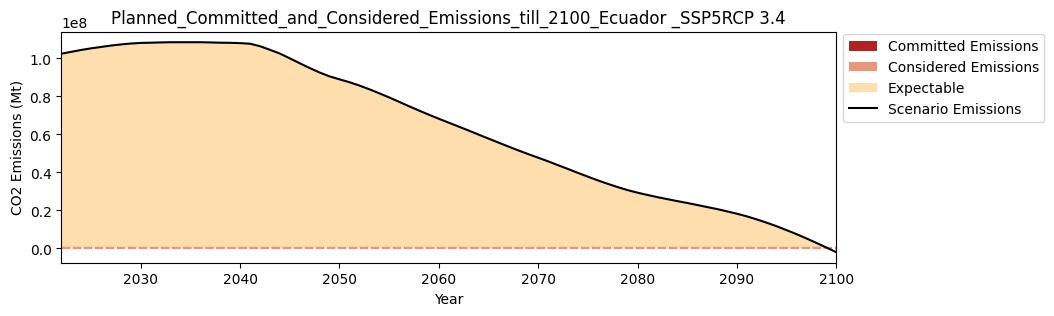 Planned_Committed_and_Considered_Emissions_till_2100_Ecuador _SSP5RCP 3.4
1e8
CO2 Emissions (Mt)
1.0
0.8
0.6
0.4
0.2
0.0
2030 2040 2050 2060 2070 2080 2090 2100
Year
Committed Emissions
Considered Emissions
Expectable
Scenario Emissions